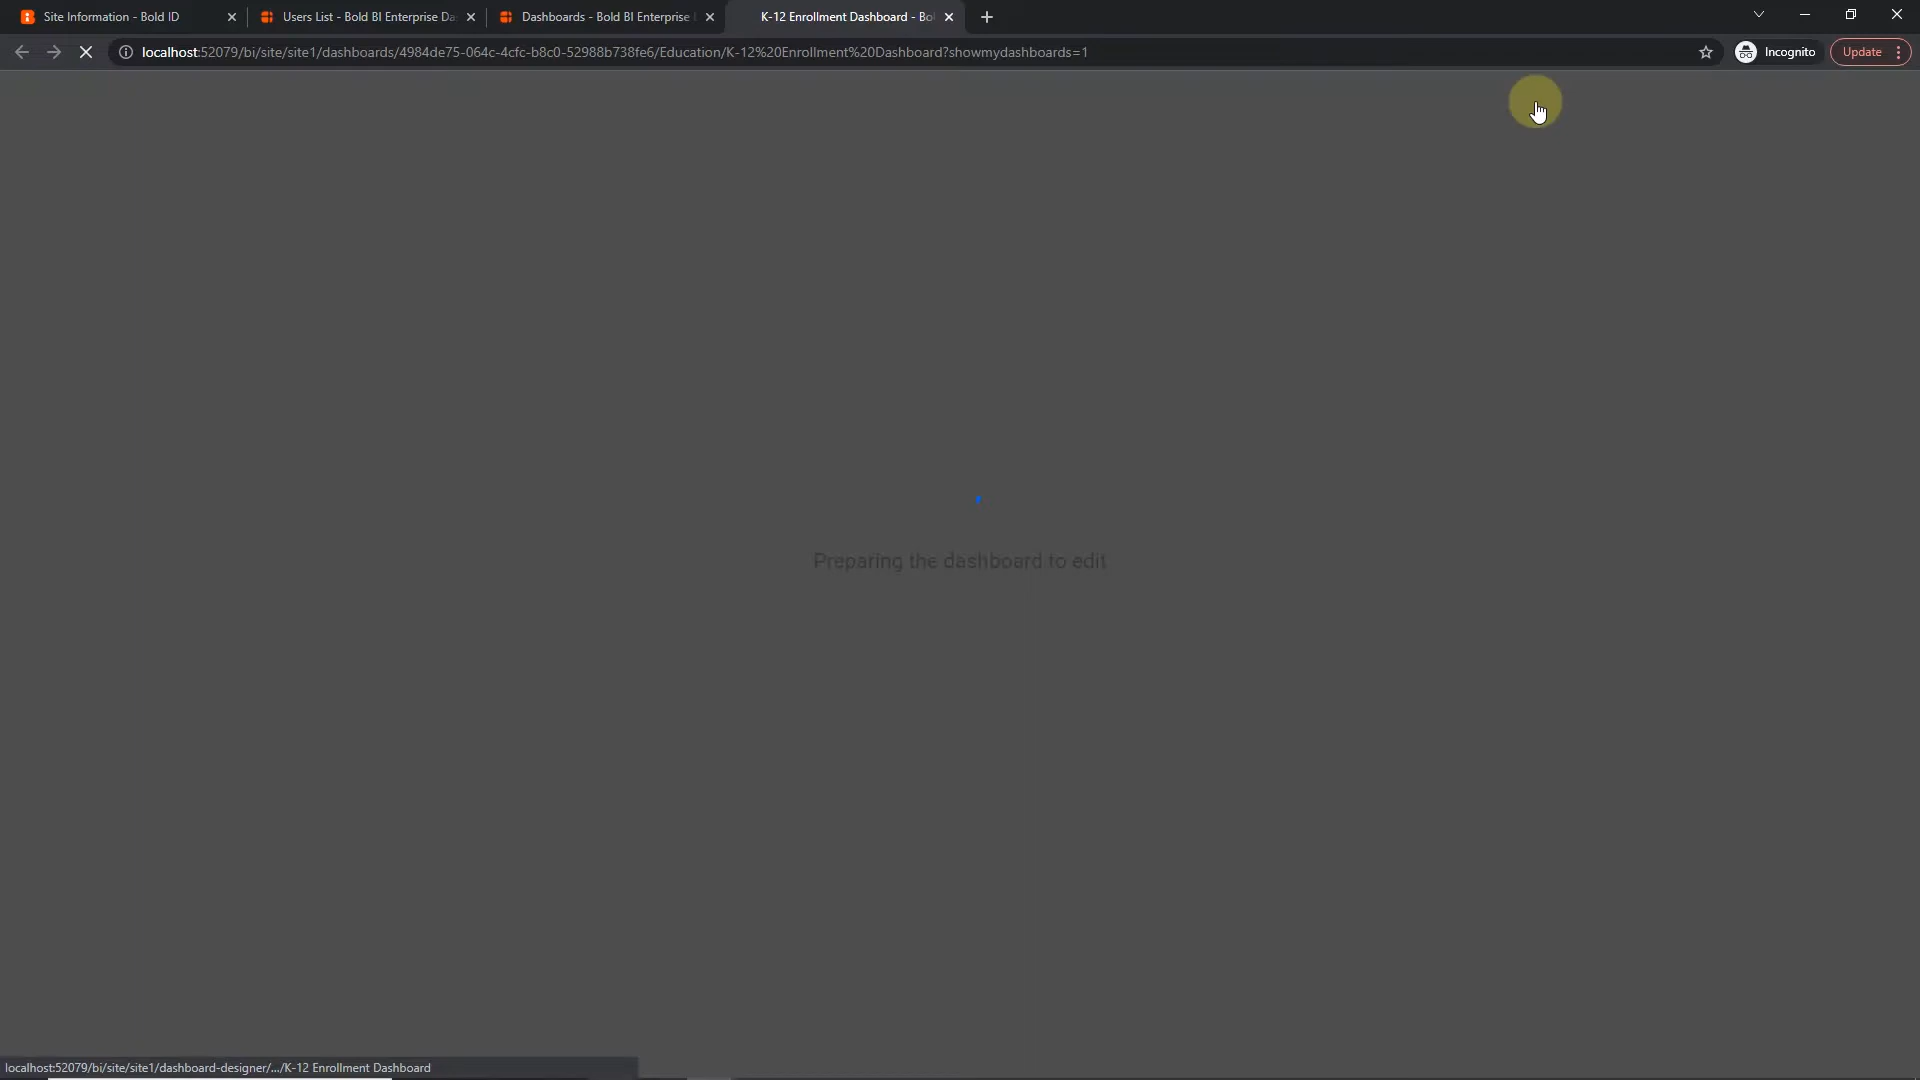 Site Information - Bold ID
Users List - Bold BI Enterprise Da
Dashboards - Bold BI Enterprise
K-12 Enrollment Dashboard - Bo
localhost:52079/bi/site/site1/dashboards/4984de75-064c-4cfc-b8c0-52988b738fe6/Education/K-12%20Enrollment%20Dashboard?showmydashboards=1
Incognito
Update
Preparing the dashboard to edit
localhost:52079/bi/site/site1/dashboard-designer/.../K-12 Enrollment Dashboard